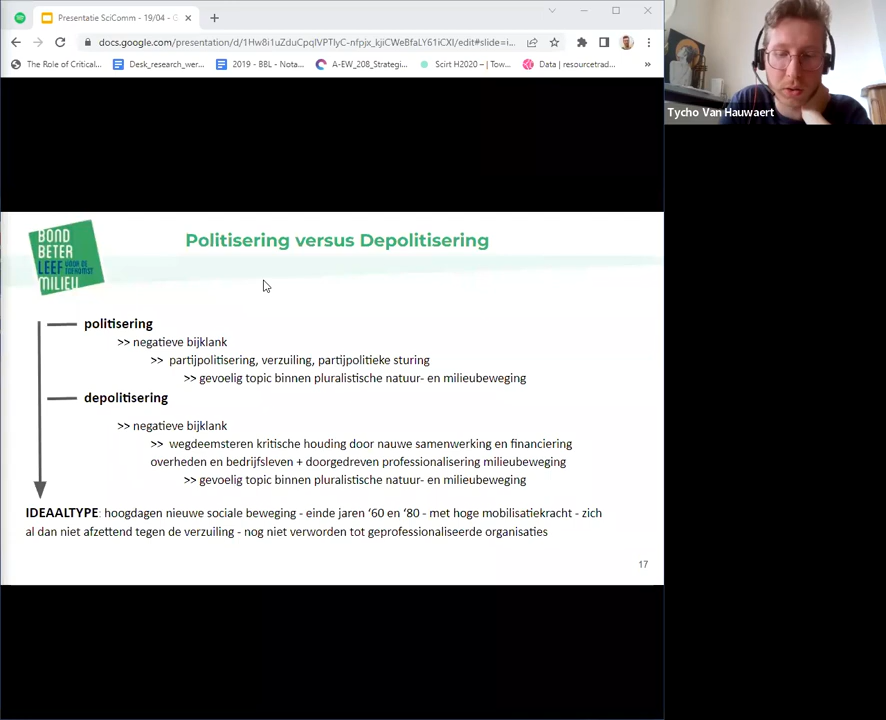 Presentatie SciComm - 19/04 - G
docs.google.com/presentation/d/1Hw8i1uZduCpqIVPTlyC-nfpjx_kjiCWeBfaLY61iCXI/edit#slide=i...
The Role of Critical... Desk_research_wer... 2019 - BBL - Nota... A-EW_208_Strategi... Scirt H2020 – | Tow... Data | resourcetrad... »
Tycho Van Hauwaert
BOND
BETER
LEEF VOOR DE TOEKOMST
MILIEU
Politisering versus Depolitisering
politisering
>> negatieve bijklank
>> partijpolitisering, verzuiling, partijpolitieke sturing
>> gevoelig topic binnen pluralistische natuur- en milieubeweging
depolitisering
>> negatieve bijklank
>> wegdeemsteren kritische houding door nauwe samenwerking en financiering
overheden en bedrijfsleven + doorgedreven professionalisering milieubeweging
>> gevoelig topic binnen pluralistische natuur- en milieubeweging
IDEAALTYPE: hoogdagen nieuwe sociale beweging - einde jaren ‘60 en ‘80 - met hoge mobilisatiekracht - zich
al dan niet afzettend tegen de verzuiling - nog niet verworden tot geprofessionaliseerde organisaties
17